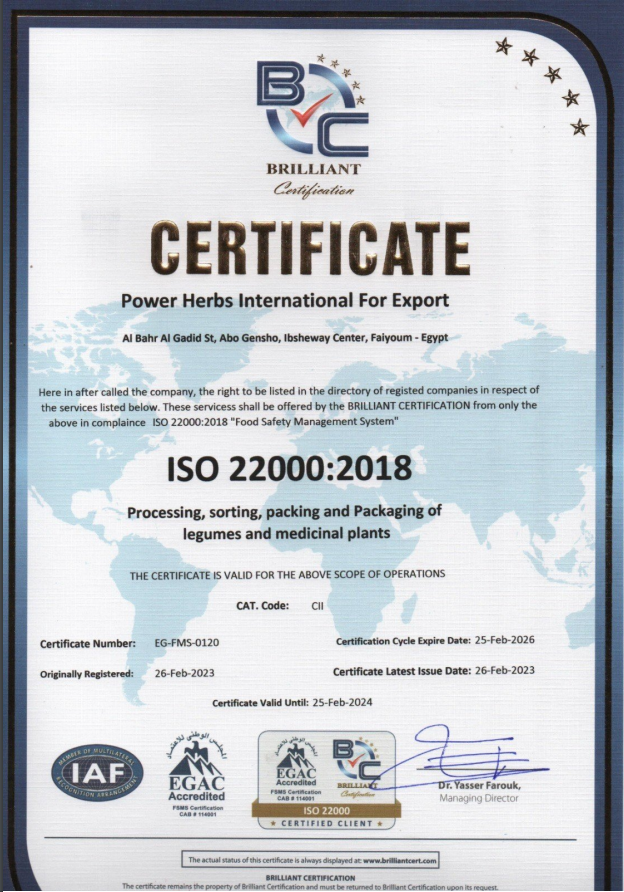 BC
BRILLIANT
Certification
CERTIFICATE
Power Herbs International For Export
Al Bahr Al Gadid St, Abo Gensho, Ibsheway Center, Faiyoum - Egypt
Here in after called the company, the right to be listed in the directory of registed companies in respect of
the services listed below. These servicess shall be offered by the BRILLIANT CERTIFICATION from only the
above in complaince ISO 22000:2018 "Food Safety Management System"
ISO 22000:2018
Processing, sorting, packing and Packaging of
legumes and medicinal plants
THE CERTIFICATE IS VALID FOR THE ABOVE SCOPE OF OPERATIONS
CAT. Code: CII
Certificate Number: EG-FMS-0120
Certification Cycle Expire Date: 25-Feb-2026
Originally Registered: 26-Feb-2023
Certificate Latest Issue Date: 26-Feb-2023
Certificate Valid Until: 25-Feb-2024
MEMBER OF MULTILATERAL
IAF
RECOGNITION ARRANGEMENT
المجلس الوطني للاعتماد
EGAC
Accredited
FSMS Certification
CAB # 114001
المجلس الوطني للاعتماد
EGAC
Accredited
FSMS Certification
CAB # 114001
BC
BRILLIANT
Certification
ISO 22000
★ CERTIFIED CLIENT ★
Dr. Yasser Farouk,
Managing Director
The actual status of this certificate is always displayed at: www.brilliantcert.com
BRILLIANT CERTIFICATION
The certificate remains the property of Brilliant Certification and must be returned to Brilliant Certification upon its request.